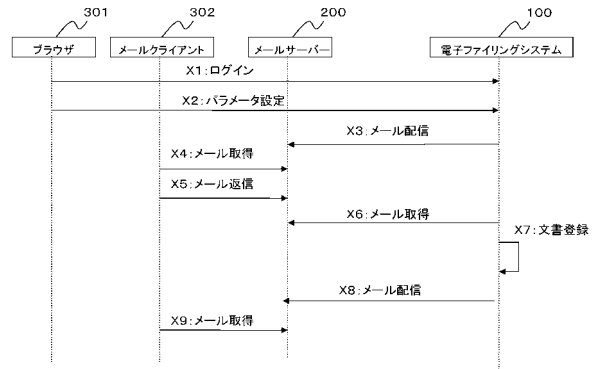 301 302 200 100
ブラウザ メールクライアント メールサーバー 電子ファイリングシステム
X1:ログイン
X2:パラメータ設定
X3:メール配信
X4:メール取得
X5:メール返信
X6:メール取得
X7:文書登録
X8:メール配信
X9:メール取得